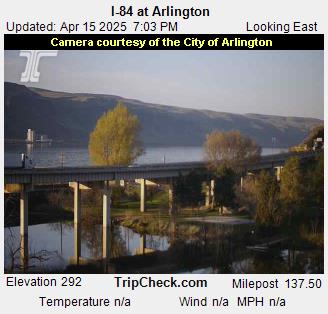 I-84 at Arlington
Updated: Apr 15 2025 7:03 PM Looking East
Camera courtesy of the City of Arlington
Elevation 292 TripCheck.com Milepost 137.50
Temperature n/a Wind n/a MPH n/a